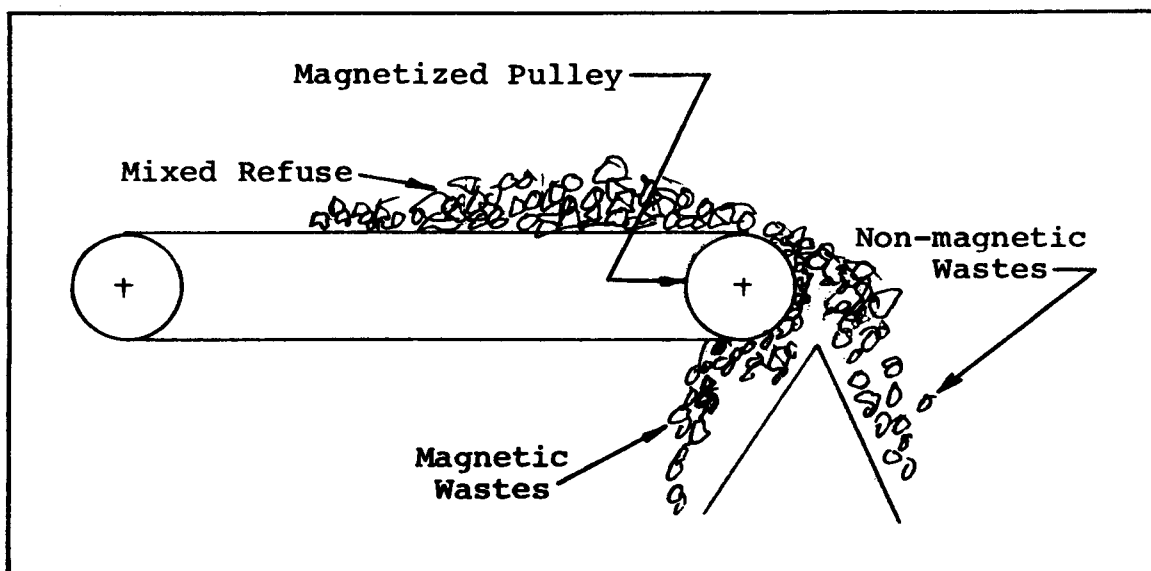 Magnetized Pulley
Mixed Refuse
Non-magnetic
Wastes
Magnetic
Wastes